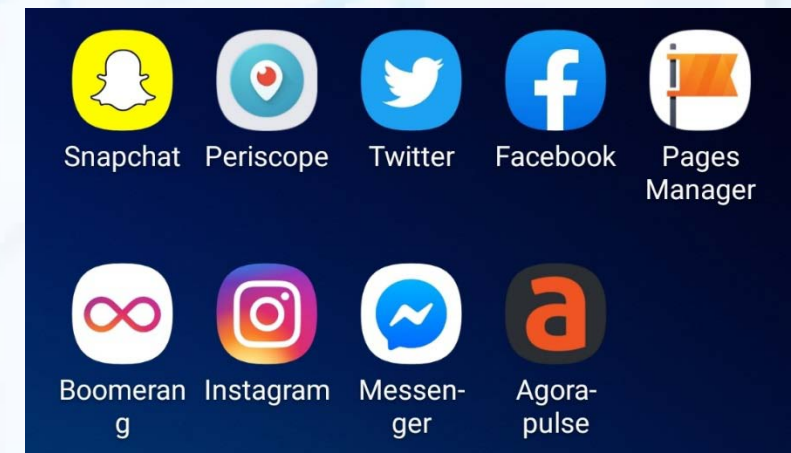 Snapchat Periscope Twitter Facebook Pages
Manager
Boomeran Instagram Messen- Agora-
g ger pulse